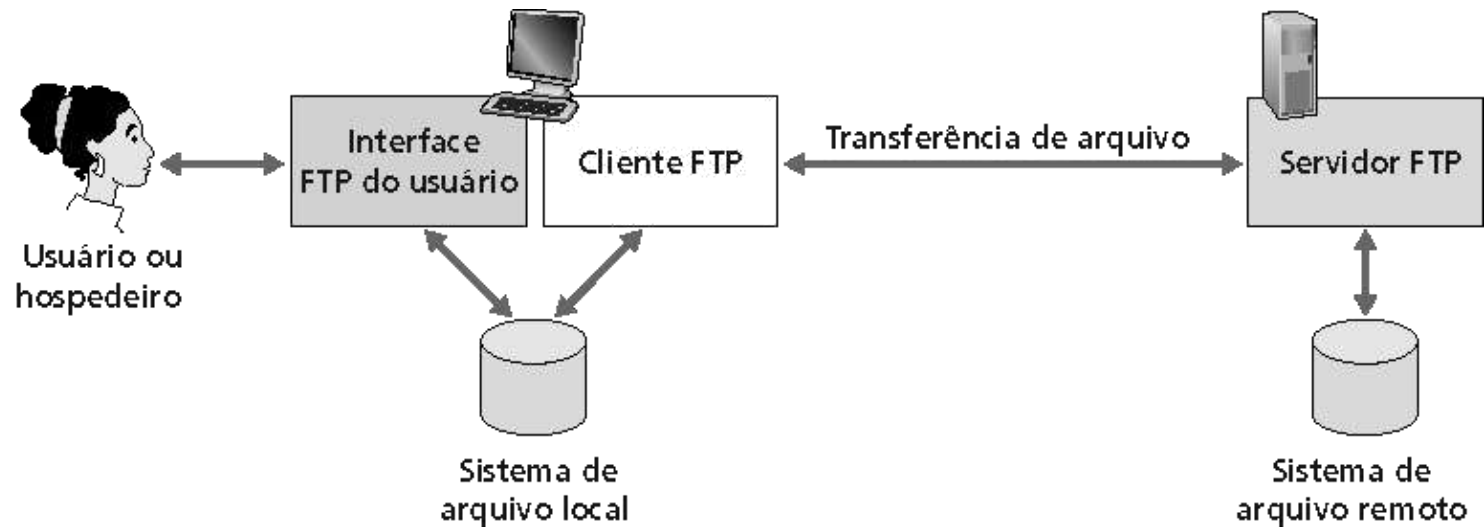 Interface
FTP do usuário
Cliente FTP
Transferência de arquivo
Servidor FTP
Usuário ou
hospedeiro
Sistema de
arquivo local
Sistema de
arquivo remoto